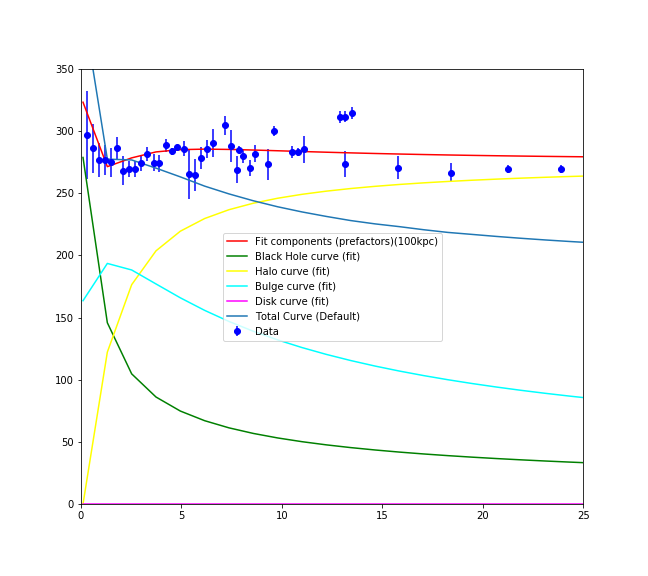 350
300
250
200
150
100
50
0
0 5 10 15 20 25
Fit components (prefactors)(100kpc)
Black Hole curve (fit)
Halo curve (fit)
Bulge curve (fit)
Disk curve (fit)
Total Curve (Default)
Data